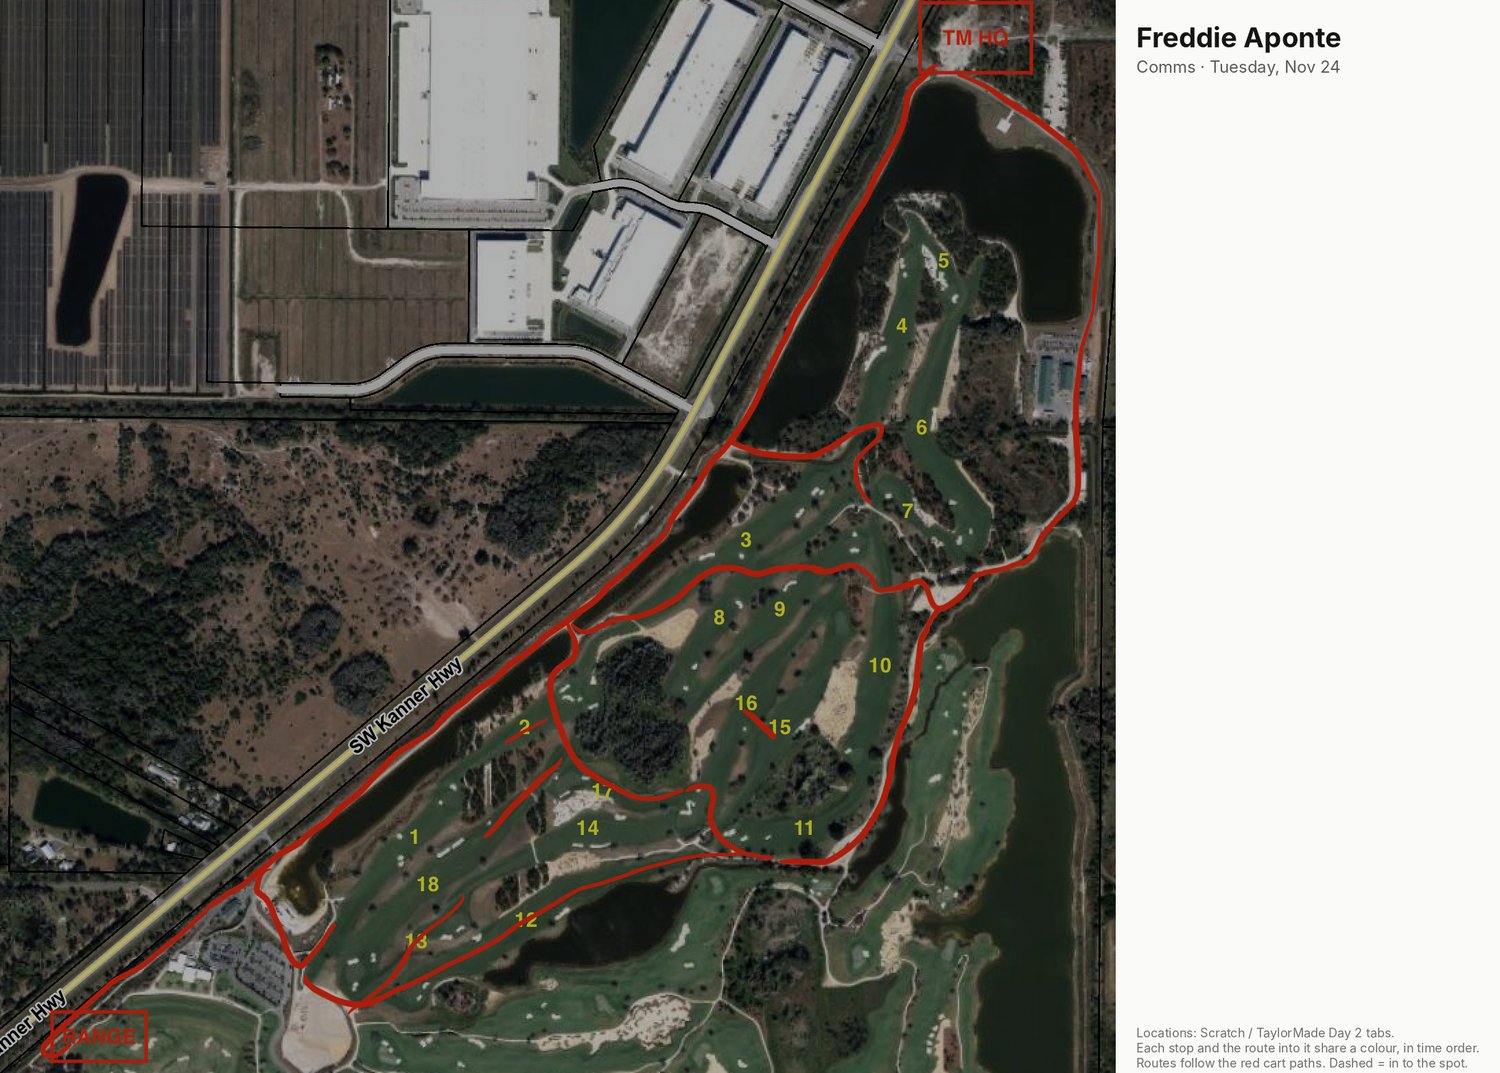 TM HQ
Freddie Aponte
Comms · Tuesday, Nov 24
5
4
6
7
3
9
8
10
16
15
2
SW Kanner Hwy
17
14
11
1
18
12
13
nner Hwy
RANGE
Locations: Scratch / TaylorMade Day 2 tabs.
Each stop and the route into it share a colour, in time order.
Routes follow the red cart paths. Dashed = in to the spot.